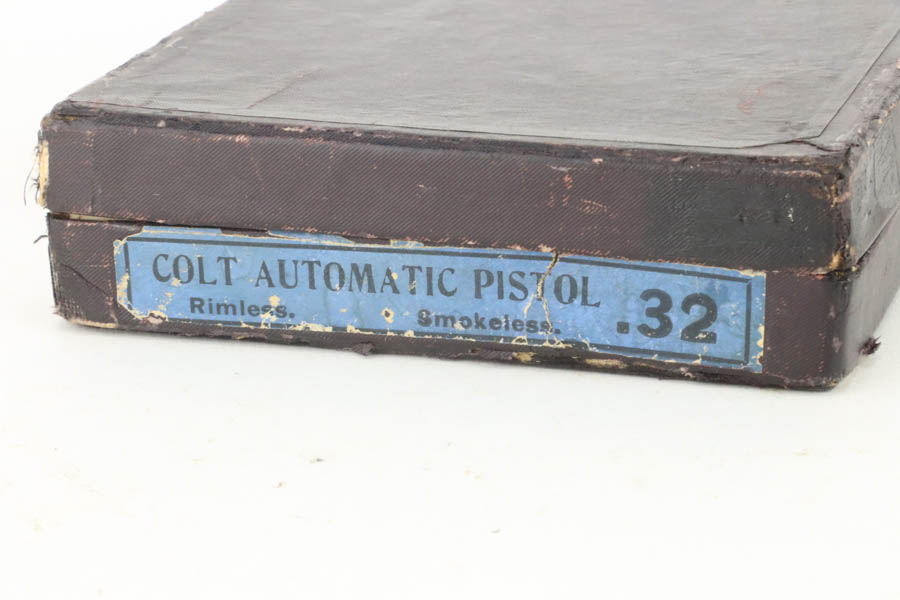 COLT AUTOMATIC PISTOL
Rimless. Smokeless. .32